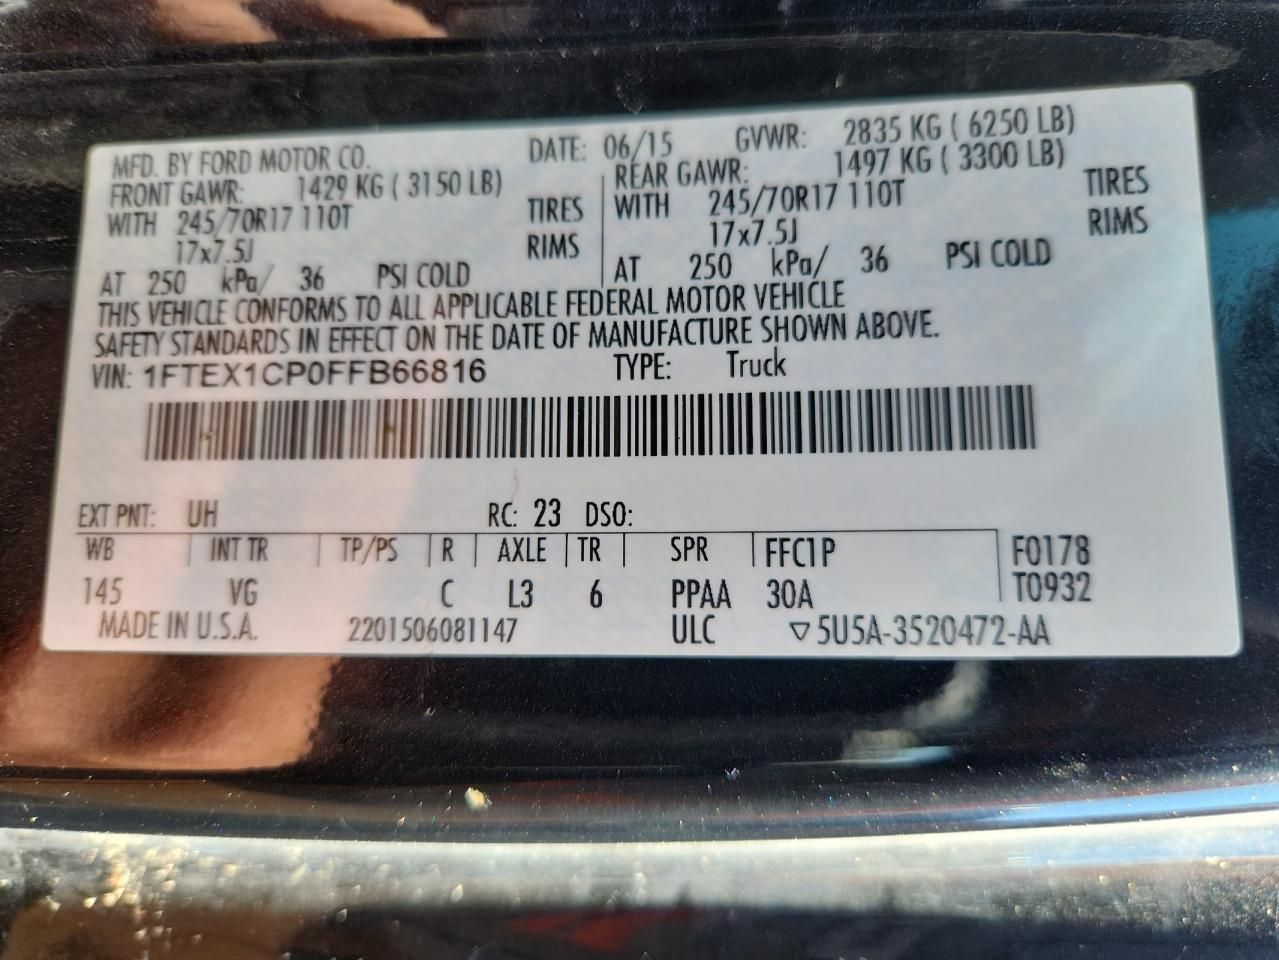 MFD. BY FORD MOTOR CO. DATE: 06/15 GVWR: 2835 KG ( 6250 LB)
FRONT GAWR: 1429 KG ( 3150 LB) REAR GAWR: 1497 KG ( 3300 LB)
WITH 245/70R17 110T TIRES WITH 245/70R17 110T TIRES
17x7.5J RIMS 17x7.5J RIMS
AT 250 kPa/ 36 PSI COLD AT 250 kPa/ 36 PSI COLD
THIS VEHICLE CONFORMS TO ALL APPLICABLE FEDERAL MOTOR VEHICLE
SAFETY STANDARDS IN EFFECT ON THE DATE OF MANUFACTURE SHOWN ABOVE.
VIN: 1FTEX1CP0FFB66816 TYPE: Truck
EXT PNT: UH RC: 23 DSO:
WB INT TR TP/PS R AXLE TR SPR FFC1P F0178
145 VG C L3 6 PPAA 30A T0932
MADE IN U.S.A. 2201506081147 ULC ▽5U5A-3520472-AA